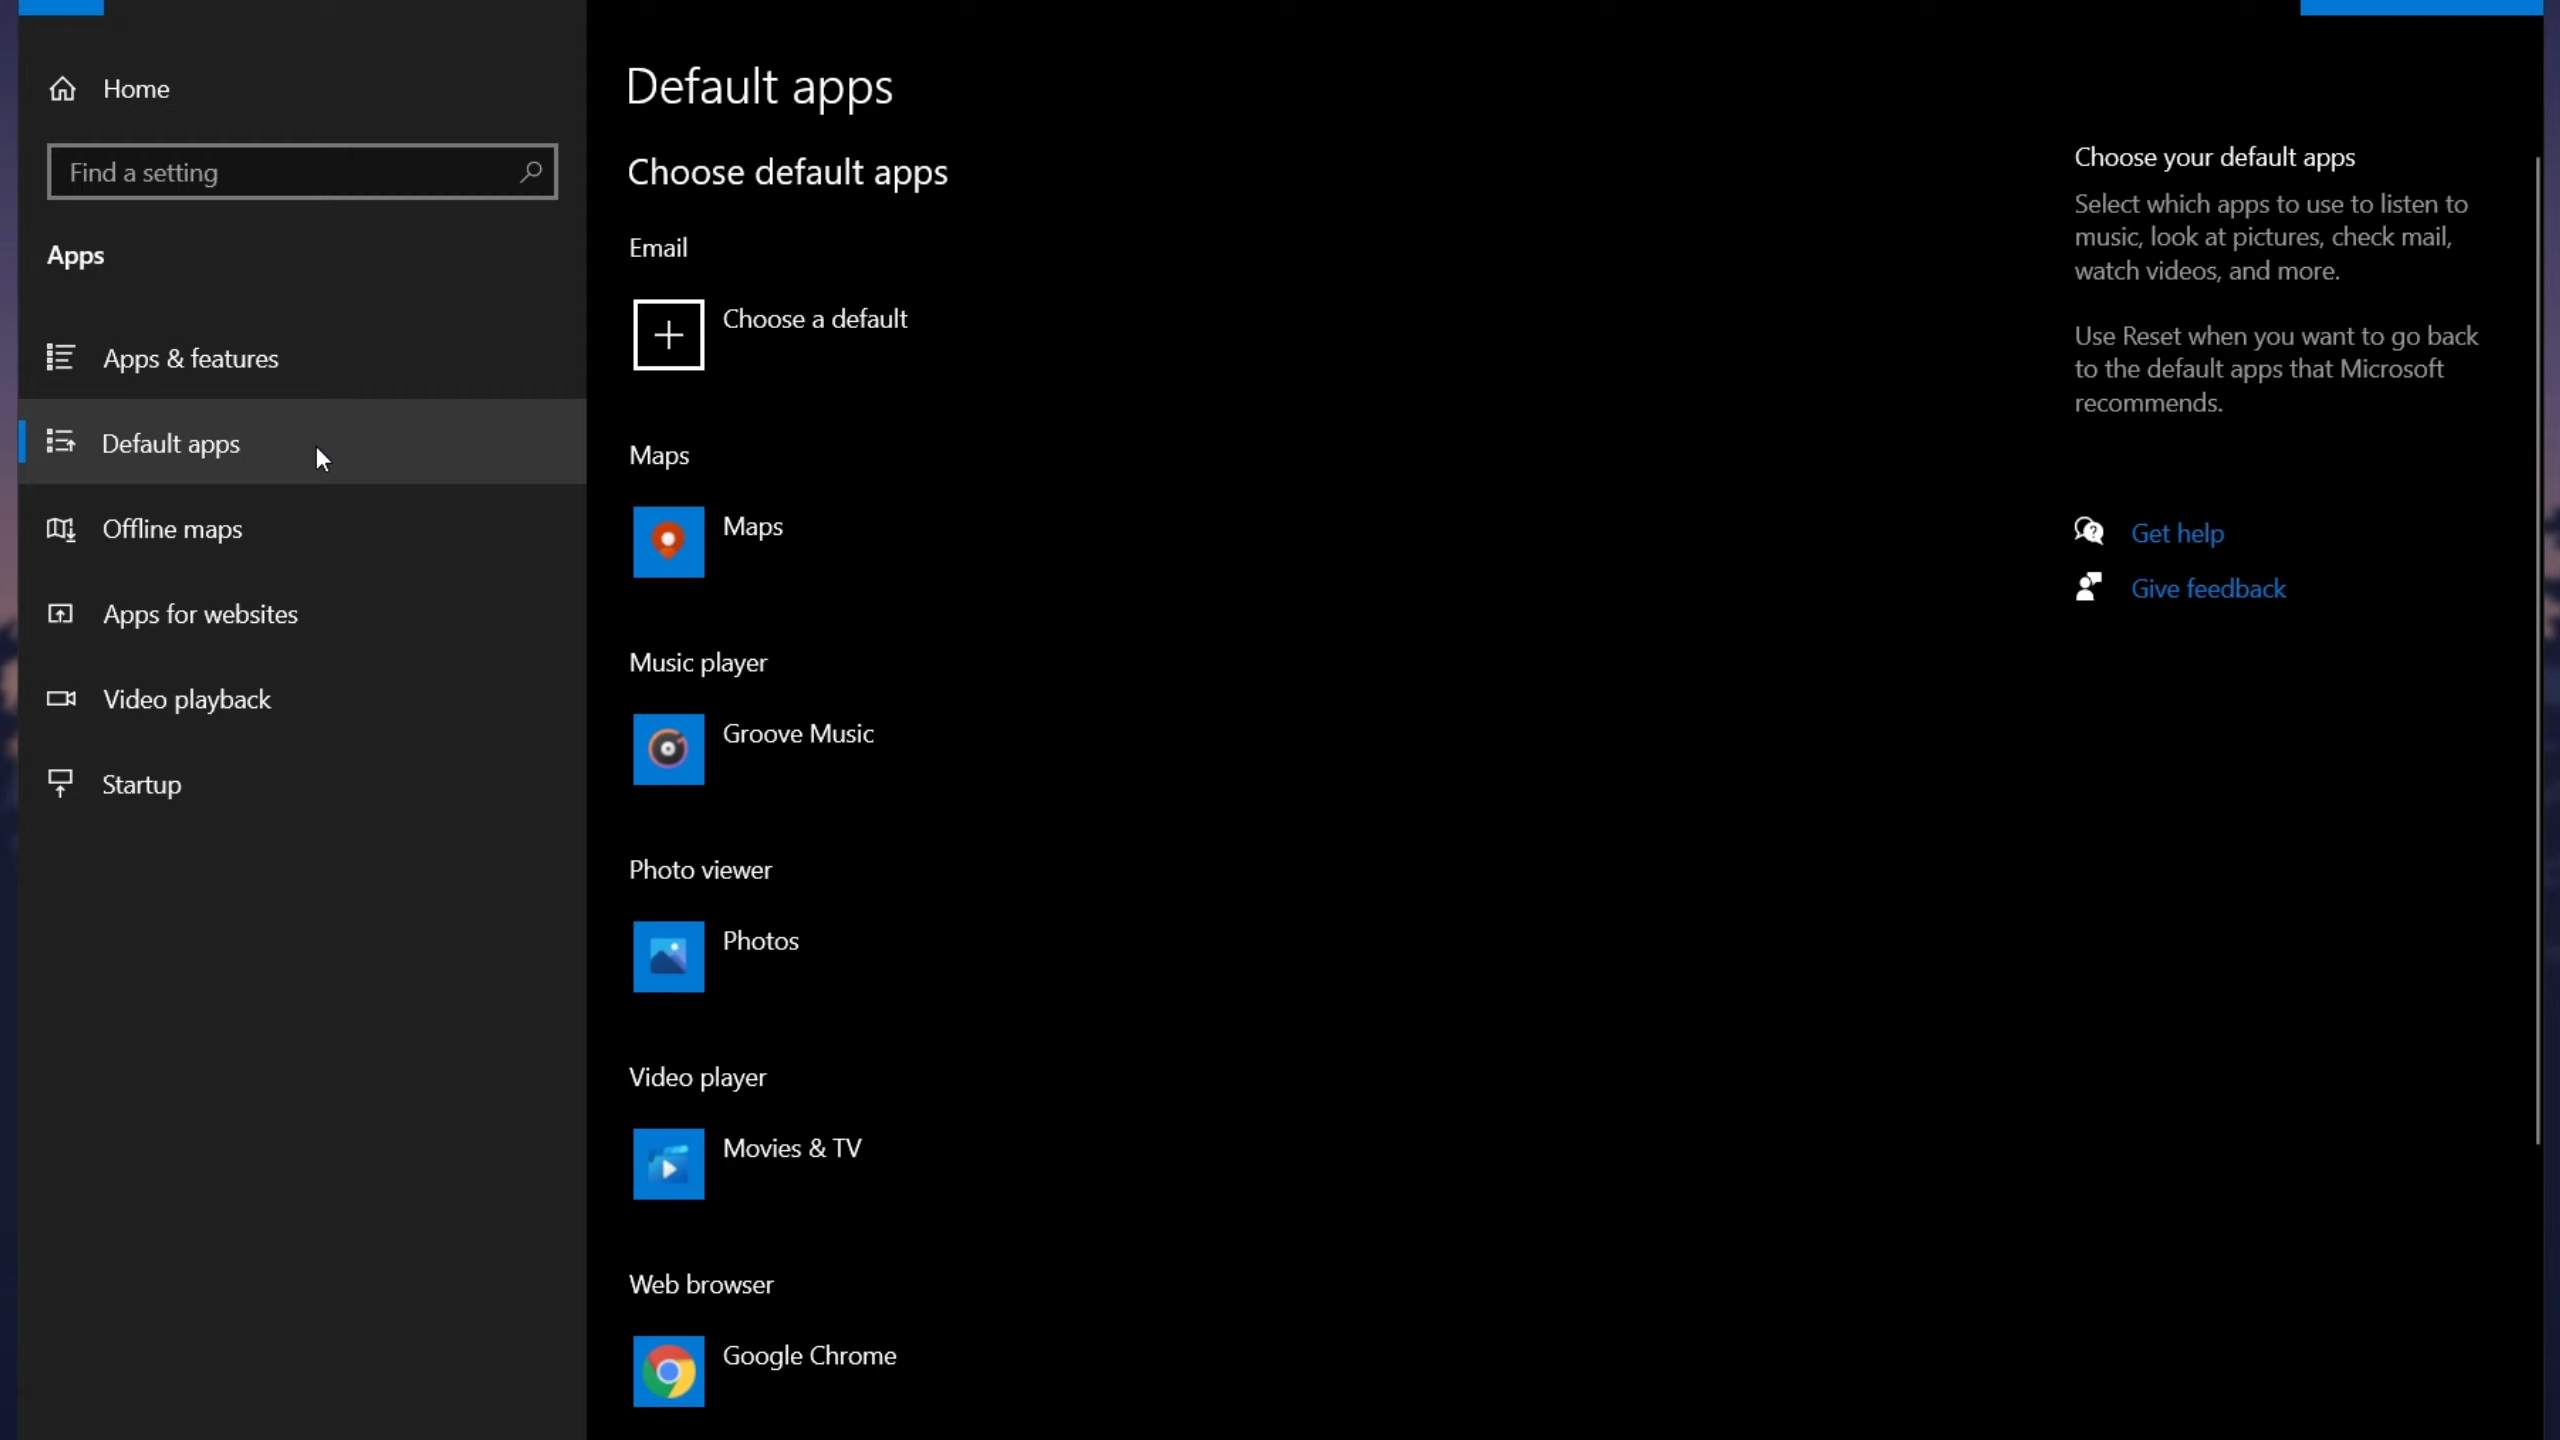 Home
Find a setting
Apps
Apps & features
Default apps
Offline maps
Apps for websites
Video playback
Startup
Default apps
Choose default apps
Email
Choose a default
Maps
Maps
Music player
Groove Music
Photo viewer
Photos
Video player
Movies & TV
Web browser
Google Chrome
Choose your default apps
Select which apps to use to listen to
music, look at pictures, check mail,
watch videos, and more.
Use Reset when you want to go back
to the default apps that Microsoft
recommends.
Get help
Give feedback